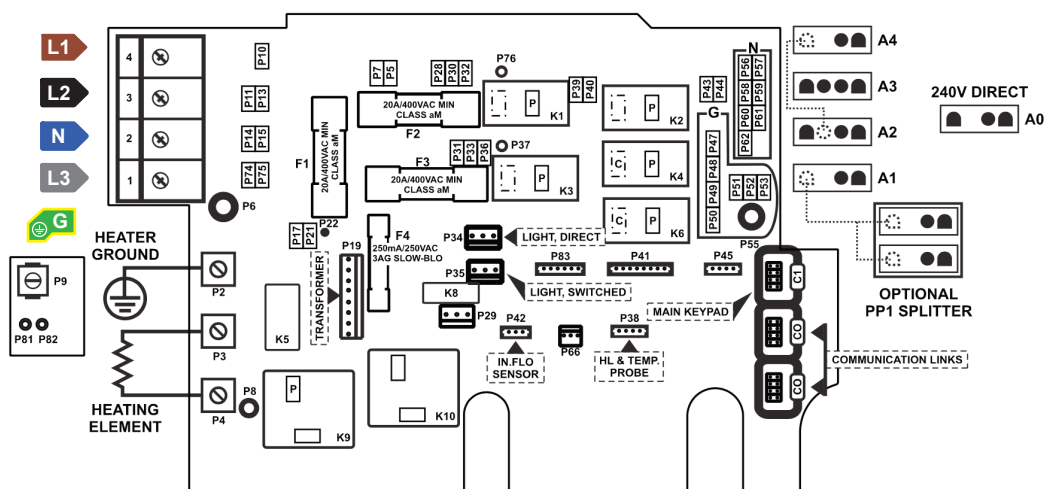 L1
L2
N
L3
G
4
3
2
1
P10
P11
P13
P14
P15
P74
P75
P6
HEATER
GROUND
P9
P81 P82
P2
P3
P4
HEATING
ELEMENT
P8
F1
20A/400VAC MIN
CLASS aM
P22
P17
P21
P19
TRANSFORMER
P7
P5
P28
P30
P32
20A/400VAC MIN
CLASS aM
F2
F3
P31
P33
P36
20A/400VAC MIN
CLASS aM
F4
250mA/250VAC
3AG SLOW-BLO
P76
P
K1
P39
P40
P37
P
K3
P
K2
C
P
K4
C
P
K6
P43
P44
G
P47
P48
P49
P50
P51
P52
P53
N
P56
P57
P58
P59
P60
P61
P62
P55
P34
LIGHT, DIRECT
P35
LIGHT, SWITCHED
K8
P29
P83
P41
P45
P42
IN.FLO
SENSOR
P66
P38
HL & TEMP.
PROBE
MAIN KEYPAD
C1
CO
CO
COMMUNICATION LINKS
K5
P
K9
K10
A4
A3
A2
A1
240V DIRECT
A0
OPTIONAL
PP1 SPLITTER